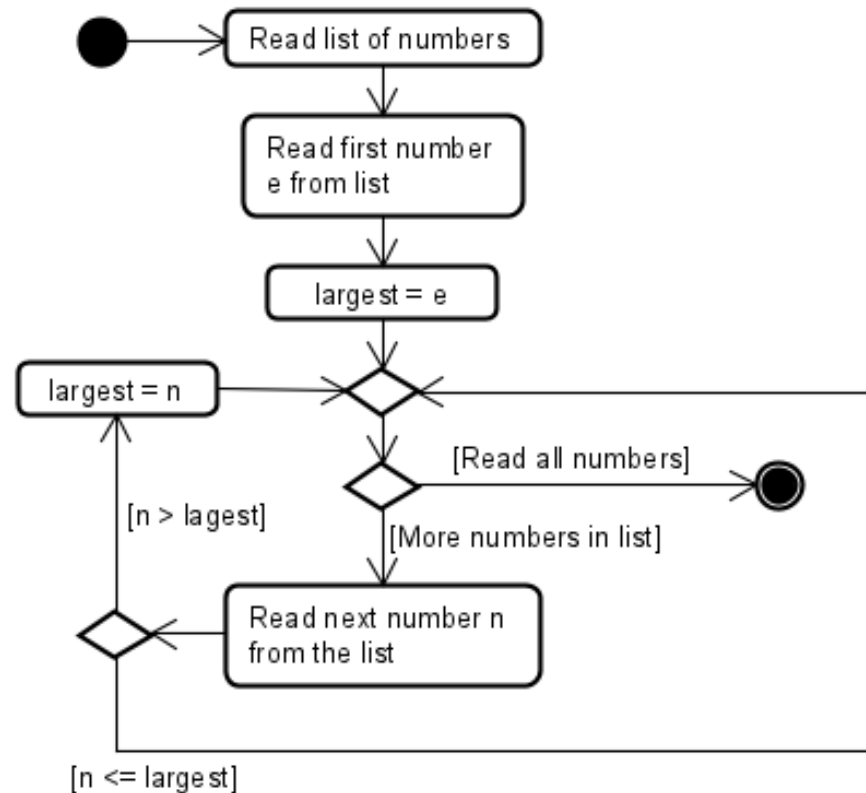 Read list of numbers
Read first number
e from list
largest = e
largest = n
[Read all numbers]
[n > lagest]
[More numbers in list]
Read next number n
from the list
[n <= largest]